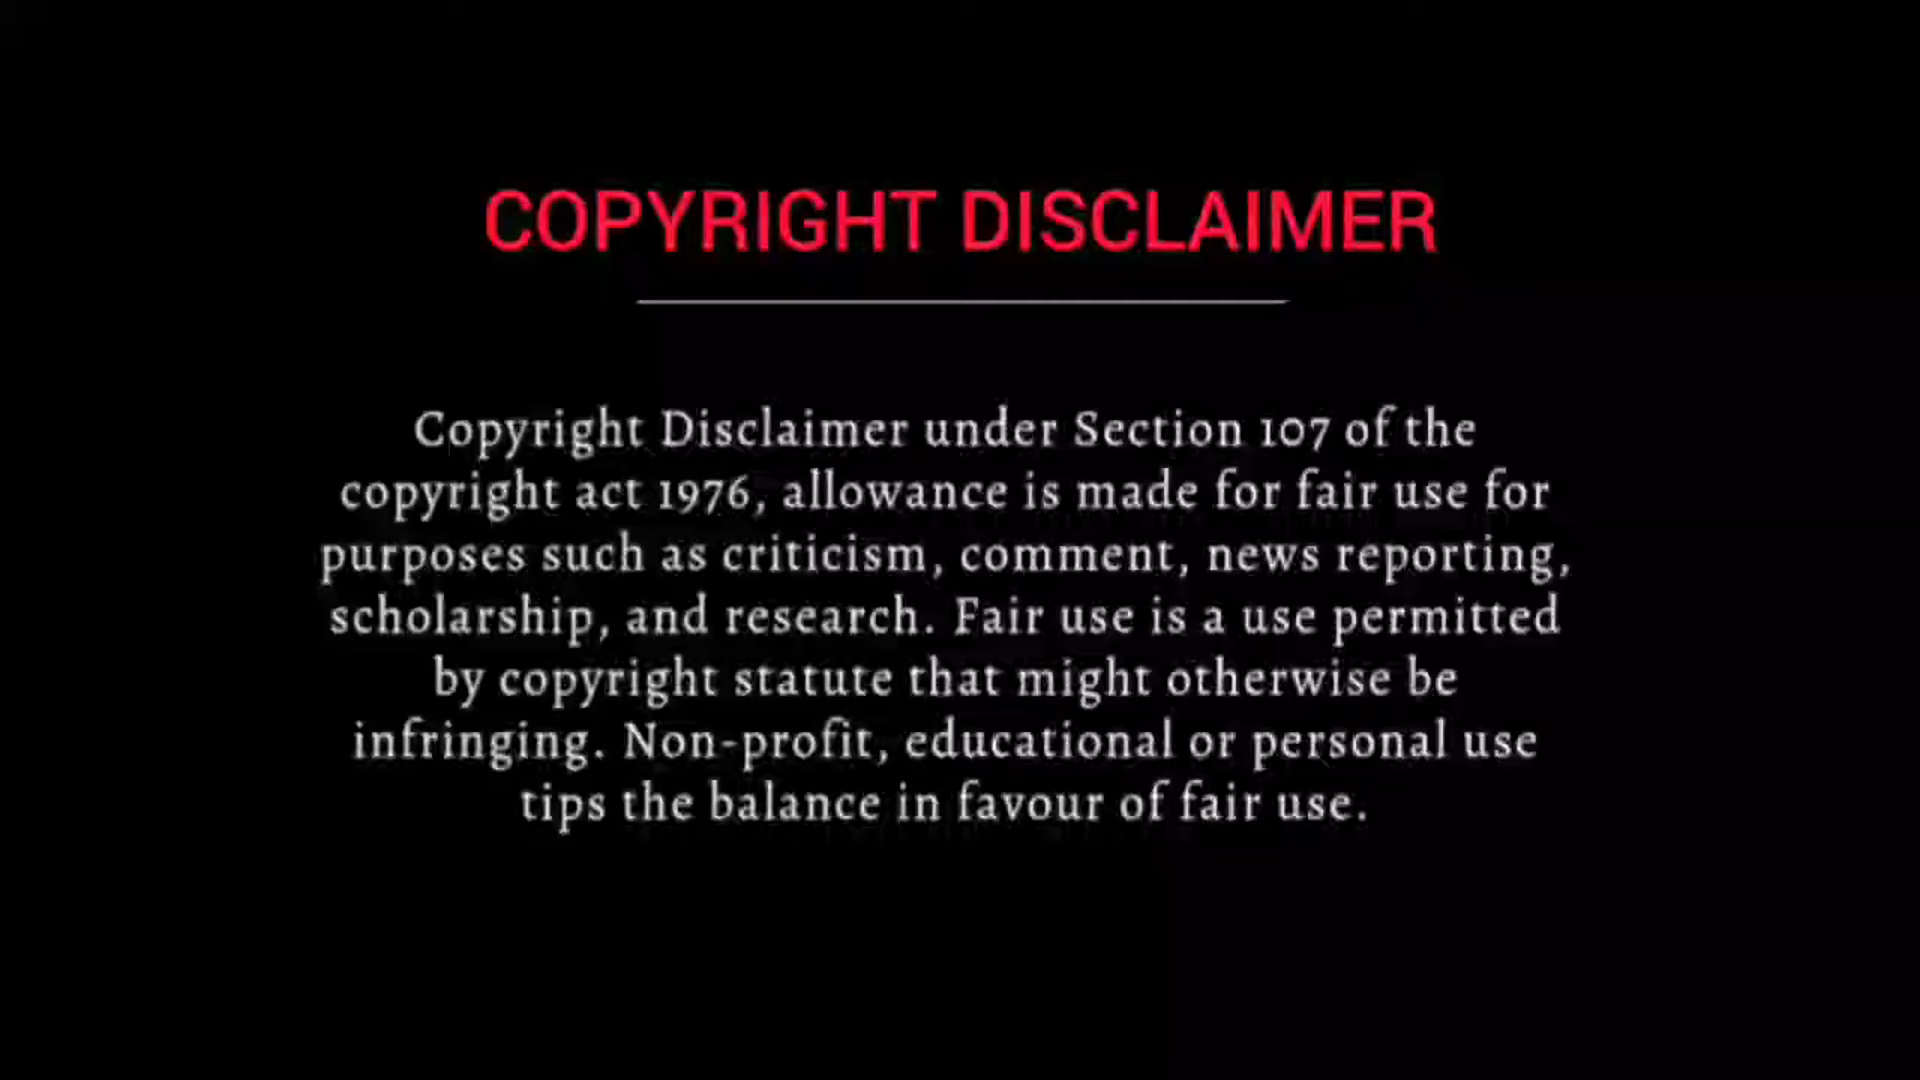 COPYRIGHT DISCLAIMER
Copyright Disclaimer under Section 107 of the
copyright act 1976, allowance is made for fair use for
purposes such as criticism, comment, news reporting,
scholarship, and research. Fair use is a use permitted
by copyright statute that might otherwise be
infringing. Non-profit, educational or personal use
tips the balance in favour of fair use.